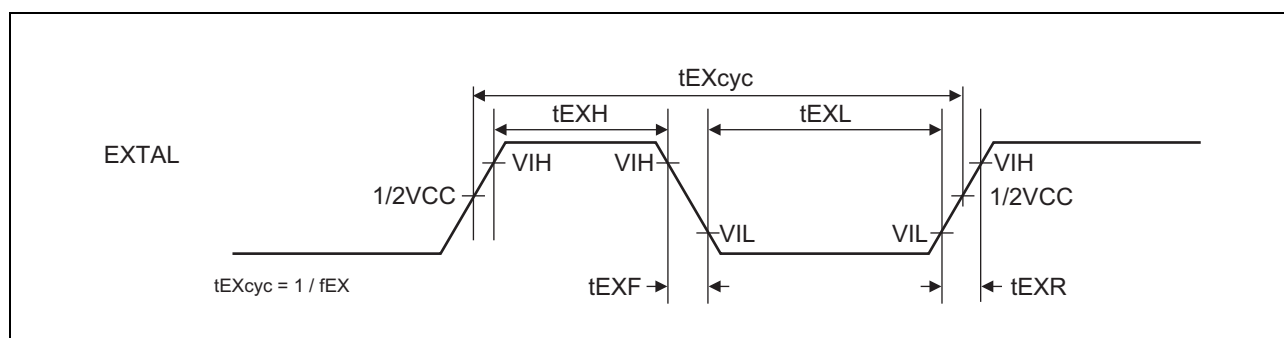 tEXcyc
tEXH
tEXL
EXTAL
VIH
VIH
VIH
1/2VCC
1/2VCC
VIL
VIL
tEXcyc = 1 / fEX
tEXF
tEXR